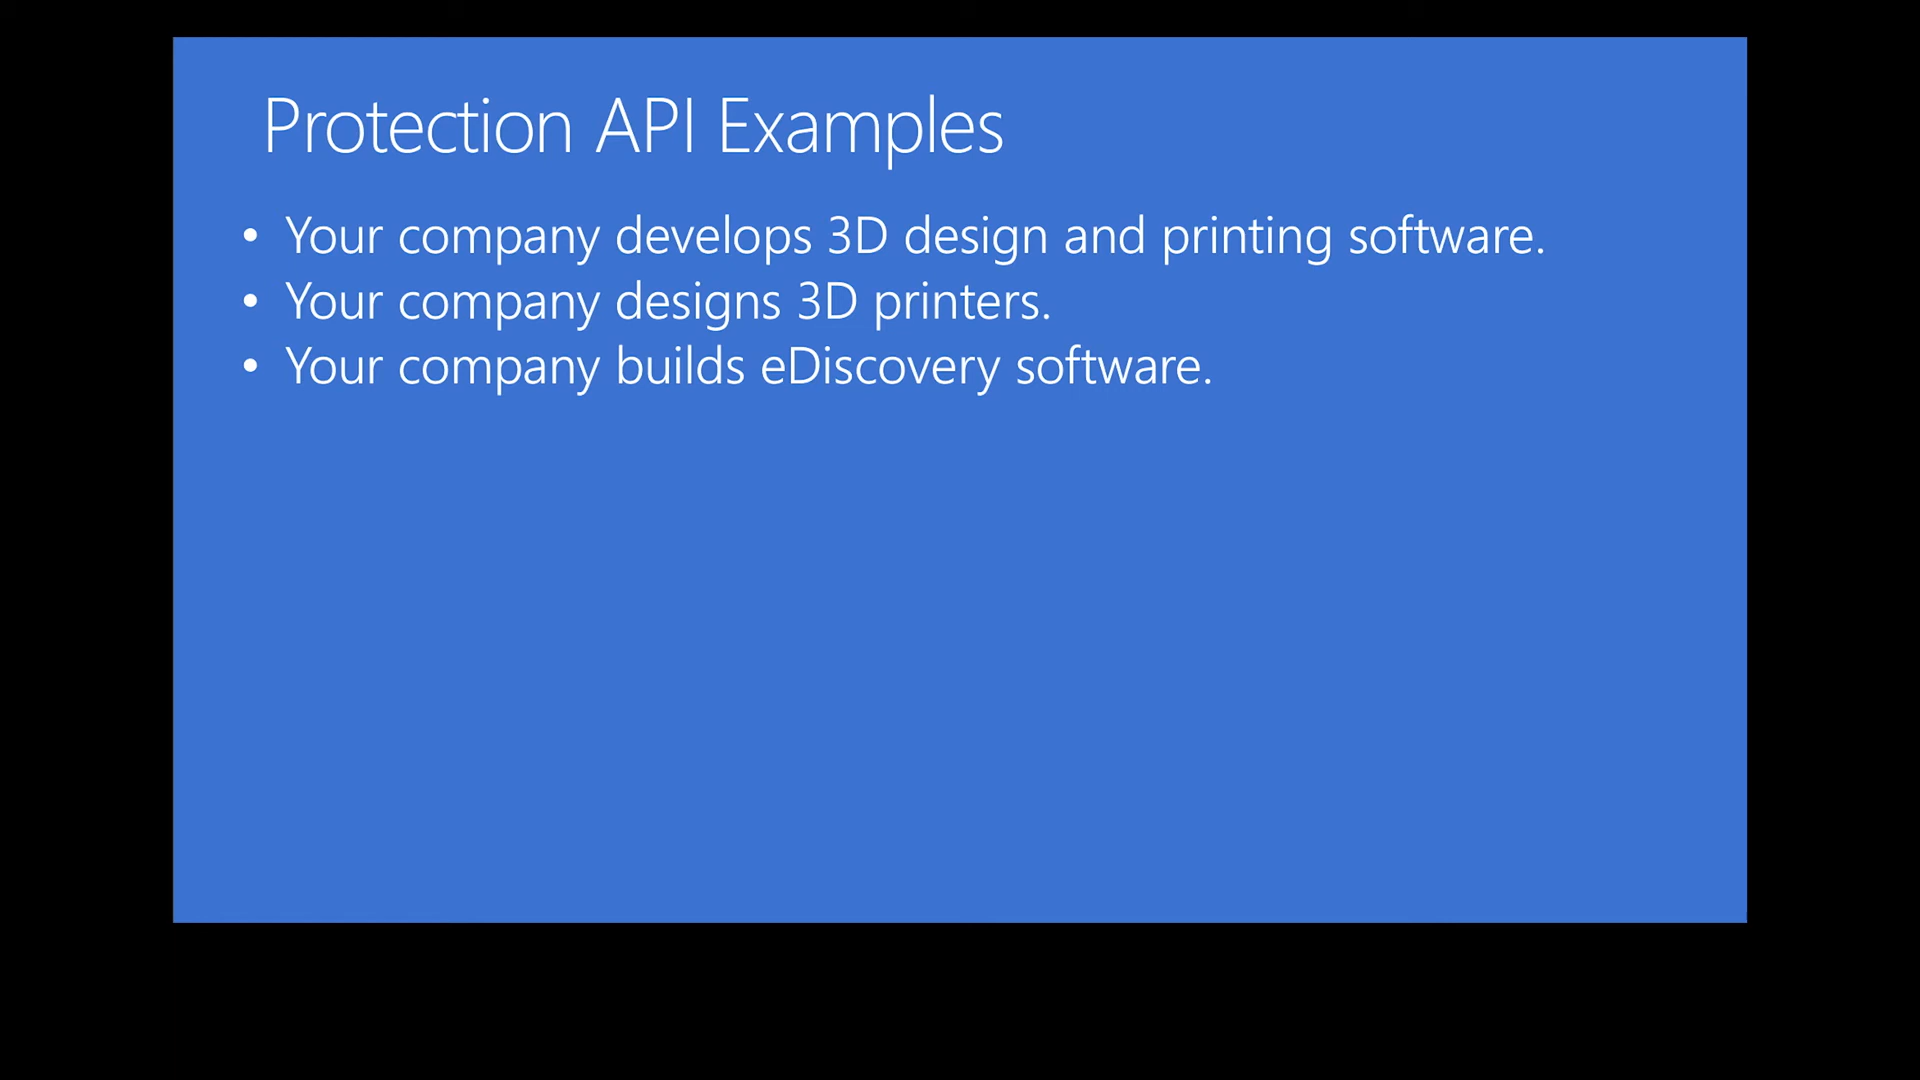 Protection API Examples
• Your company develops 3D design and printing software.
• Your company designs 3D printers.
• Your company builds eDiscovery software.